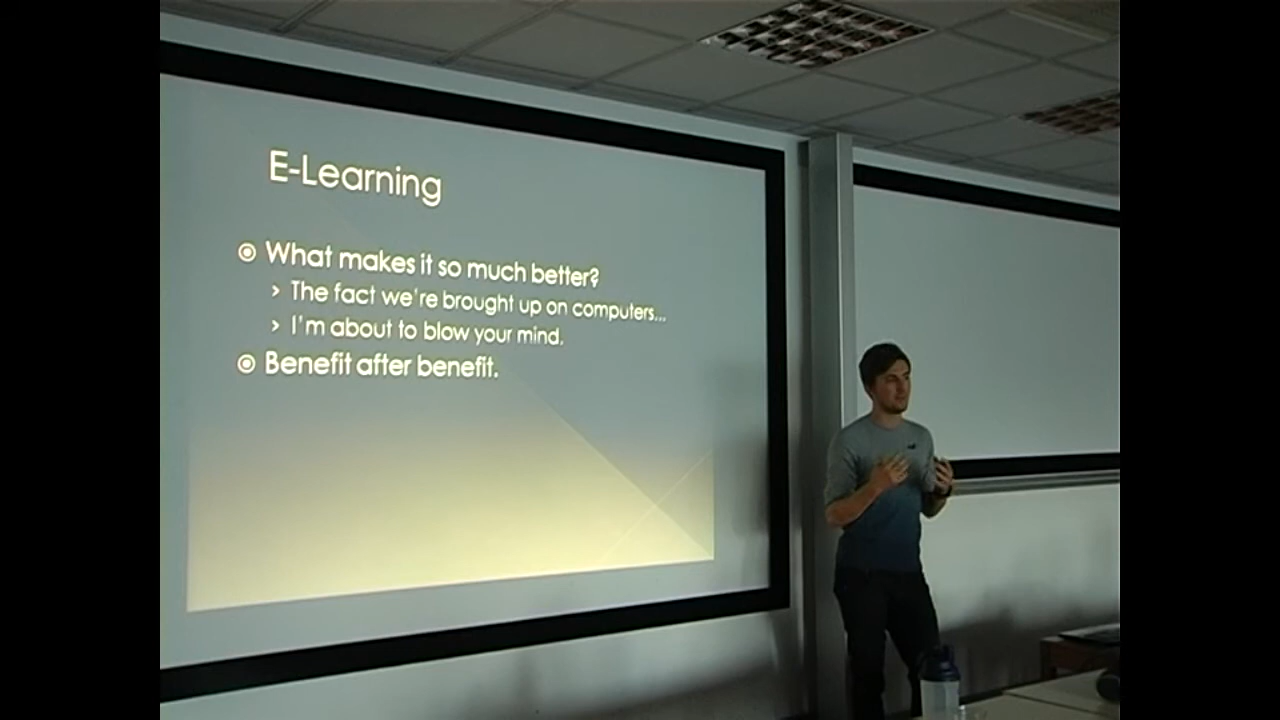 E-Learning
What makes it so much better?
The fact we're brought up on computers...
I'm about to blow your mind.
Benefit after benefit.